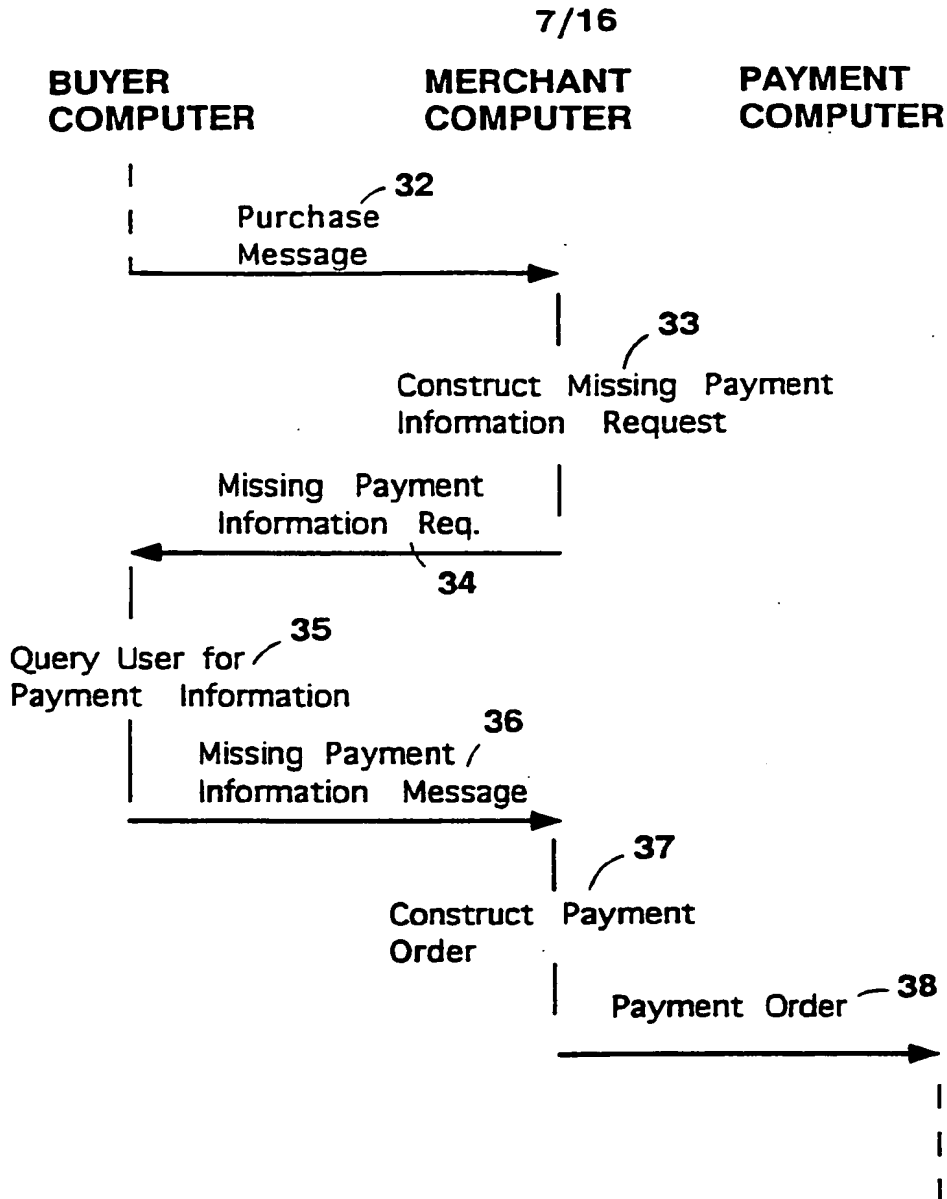 7/16
BUYER
COMPUTER
MERCHANT
COMPUTER
PAYMENT
COMPUTER
32
Purchase
Message
33
Construct Missing Payment
Information Request
Missing Payment
Information Req.
34
35
Query User for
Payment Information
36
Missing Payment
Information Message
37
Construct Payment
Order
Payment Order
38